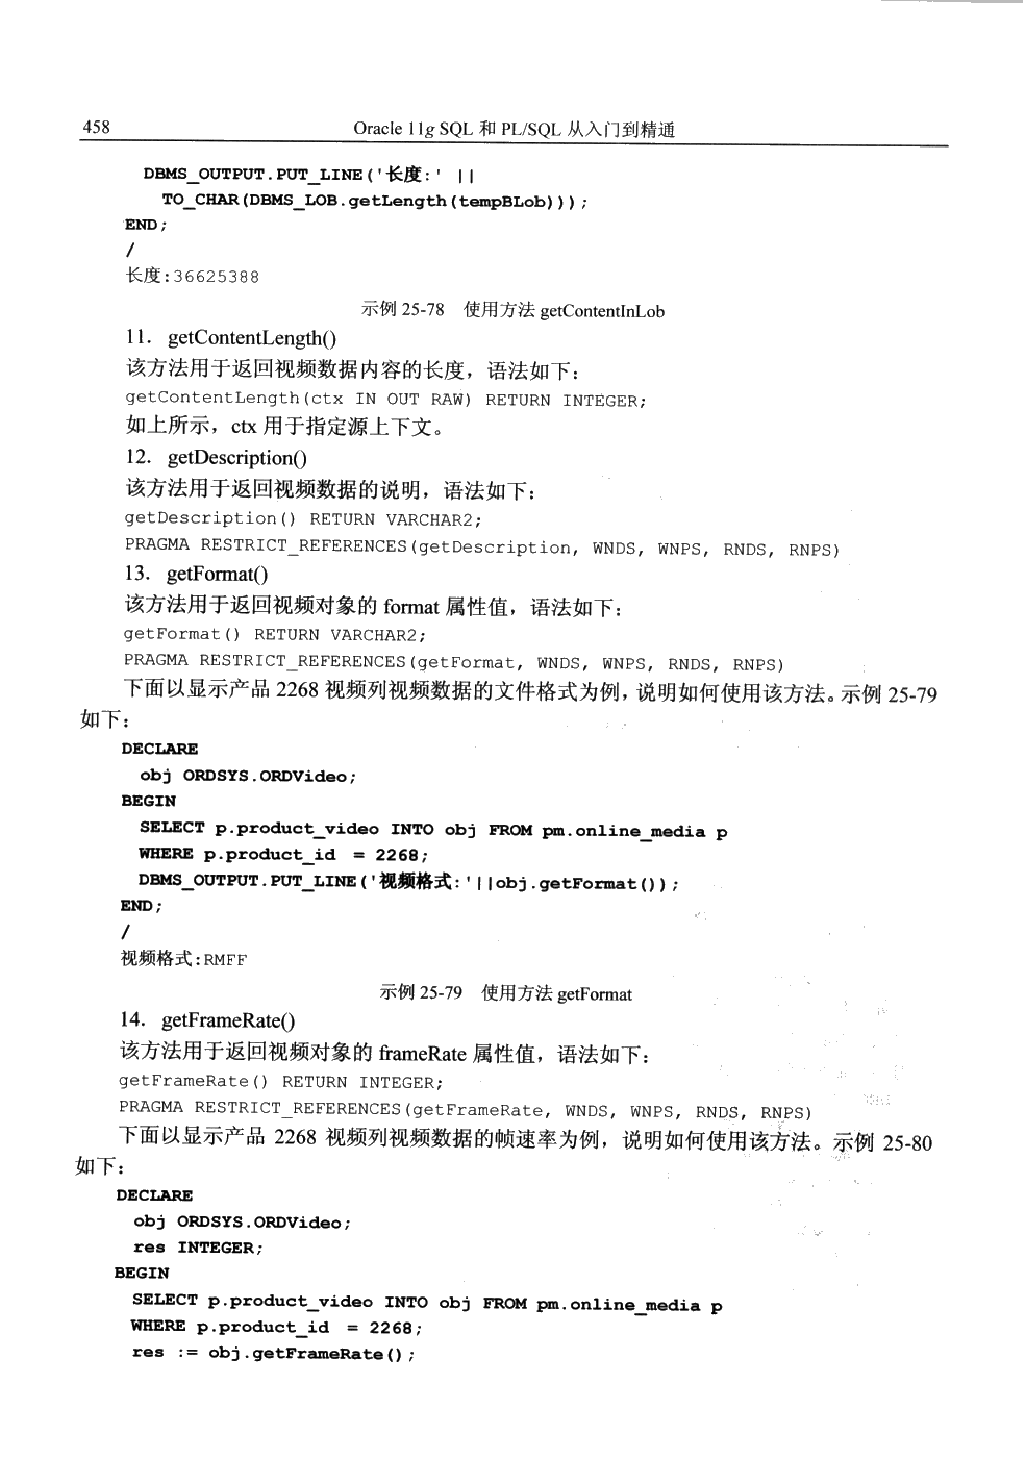 458
Oracle 11g SQL 和 PL/SQL 从入门到精通
DBMS_OUTPUT.PUT_LINE('长度:' ||
TO_CHAR(DBMS_LOB.getLength(tempBLob)));
END;
/
长度:36625388
示例 25-78 使用方法 getContentInLob
11. getContentLength()
该方法用于返回视频数据内容的长度，语法如下：
getContentLength(ctx IN OUT RAW) RETURN INTEGER;
如上所示，ctx 用于指定源上下文。
12. getDescription()
该方法用于返回视频数据的说明，语法如下：
getDescription() RETURN VARCHAR2;
PRAGMA RESTRICT_REFERENCES(getDescription, WNDS, WNPS, RNDS, RNPS)
13. getFormat()
该方法用于返回视频对象的 format 属性值，语法如下：
getFormat() RETURN VARCHAR2;
PRAGMA RESTRICT_REFERENCES(getFormat, WNDS, WNPS, RNDS, RNPS)
下面以显示产品 2268 视频列视频数据的文件格式为例，说明如何使用该方法。示例 25-79
如下：
DECLARE
obj ORDSYS.ORDVideo;
BEGIN
SELECT p.product_video INTO obj FROM pm.online_media p
WHERE p.product_id = 2268;
DBMS_OUTPUT.PUT_LINE('视频格式:'||obj.getFormat());
END;
/
视频格式:RMFF
示例 25-79 使用方法 getFormat
14. getFrameRate()
该方法用于返回视频对象的 frameRate 属性值，语法如下：
getFrameRate() RETURN INTEGER;
PRAGMA RESTRICT_REFERENCES(getFrameRate, WNDS, WNPS, RNDS, RNPS)
下面以显示产品 2268 视频列视频数据的帧速率为例，说明如何使用该方法。示例 25-80
如下：
DECLARE
obj ORDSYS.ORDVideo;
res INTEGER;
BEGIN
SELECT p.product_video INTO obj FROM pm.online_media p
WHERE p.product_id = 2268;
res := obj.getFrameRate();